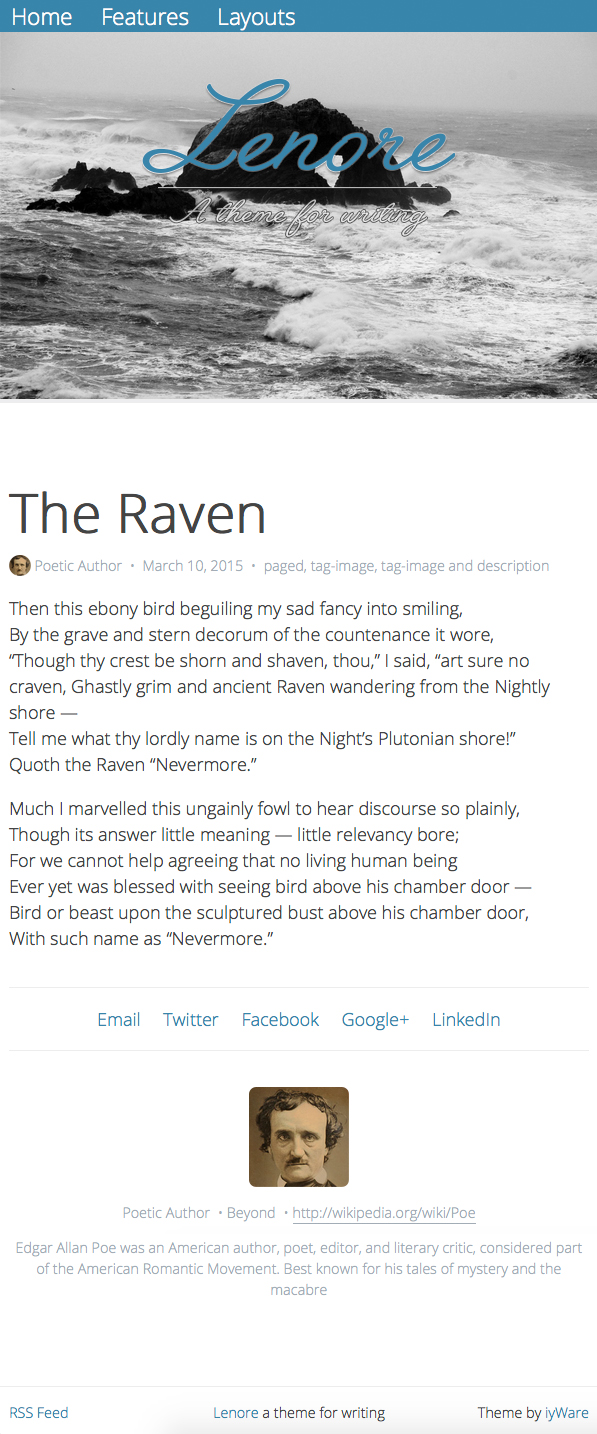 Home Features Layouts
Lenore
A theme for writing
The Raven
Poetic Author • March 10, 2015 • paged, tag-image, tag-image and description
Then this ebony bird beguiling my sad fancy into smiling,
By the grave and stern decorum of the countenance it wore,
“Though thy crest be shorn and shaven, thou,” I said, “art sure no
craven, Ghastly grim and ancient Raven wandering from the Nightly
shore —
Tell me what thy lordly name is on the Night’s Plutonian shore!”
Quoth the Raven “Nevermore.”
Much I marvelled this ungainly fowl to hear discourse so plainly,
Though its answer little meaning — little relevancy bore;
For we cannot help agreeing that no living human being
Ever yet was blessed with seeing bird above his chamber door —
Bird or beast upon the sculptured bust above his chamber door,
With such name as “Nevermore.”
Email Twitter Facebook Google+ LinkedIn
Poetic Author • Beyond • http://wikipedia.org/wiki/Poe
Edgar Allan Poe was an American author, poet, editor, and literary critic, considered part
of the American Romantic Movement. Best known for his tales of mystery and the
macabre
RSS Feed Lenore a theme for writing Theme by iyWare